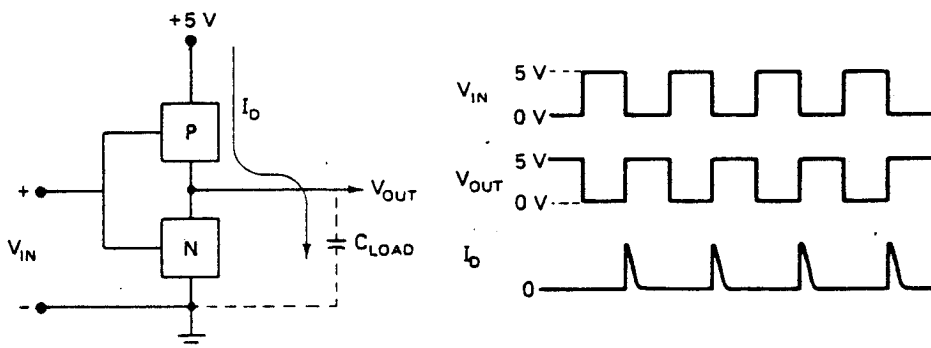 +5 V
P
I_D
+
V_OUT
N
C_LOAD
V_IN
-
V_IN
5 V
0 V
V_OUT
5 V
0 V
I_D
0